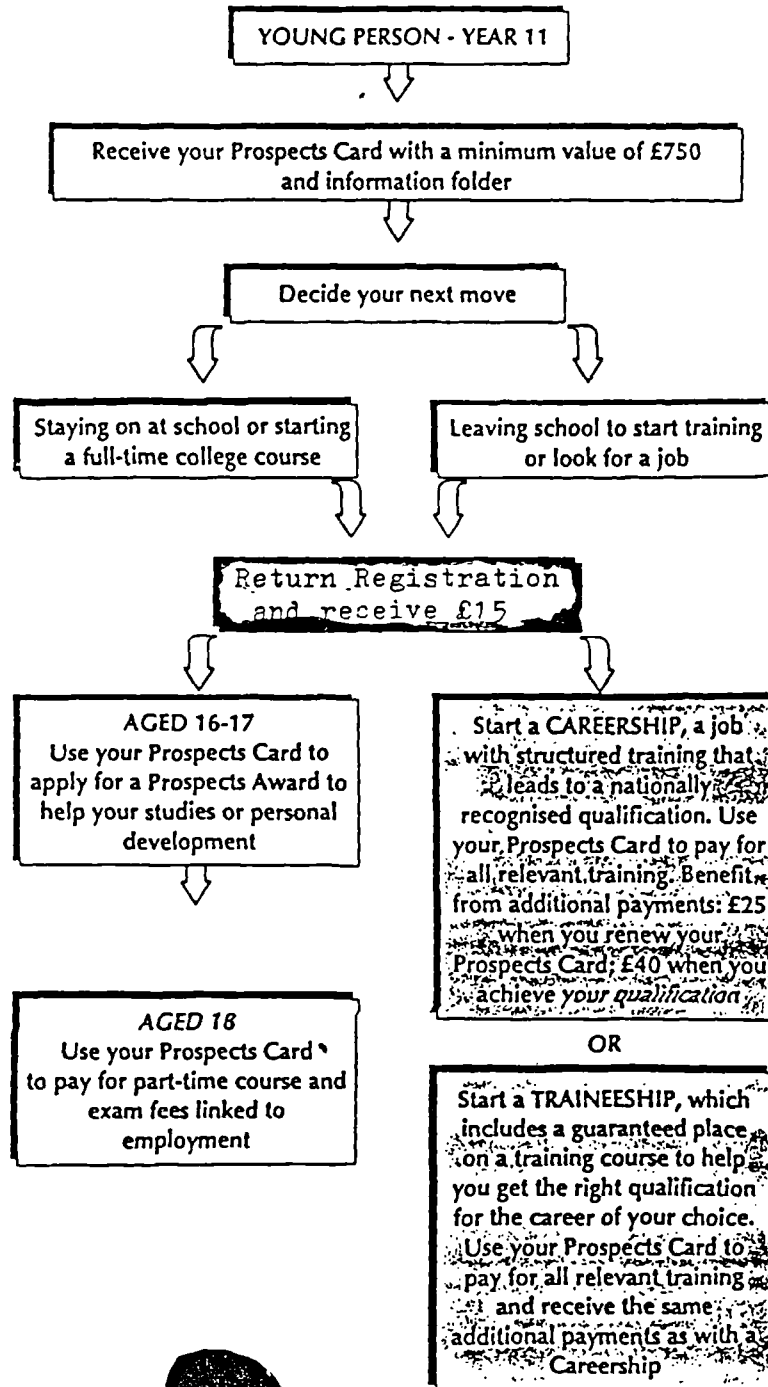 YOUNG PERSON - YEAR 11
Receive your Prospects Card with a minimum value of £750
and information folder
Decide your next move
Staying on at school or starting
a full-time college course
Leaving school to start training
or look for a job
Return Registration
and receive £15
AGED 16-17
Use your Prospects Card to
apply for a Prospects Award to
help your studies or personal
development
AGED 18
Use your Prospects Card
to pay for part-time course and
exam fees linked to
employment
Start a CAREERSHIP, a job
with structured training that
leads to a nationally
recognised qualification. Use
your Prospects Card to pay for
all relevant training. Benefit
from additional payments: £25
when you renew your
Prospects Card; £40 when you
achieve your qualification
OR
Start a TRAINEESHIP, which
includes a guaranteed place
on a training course to help
you get the right qualification
for the career of your choice.
Use your Prospects Card to
pay for all relevant training
and receive the same
additional payments as with a
Careership